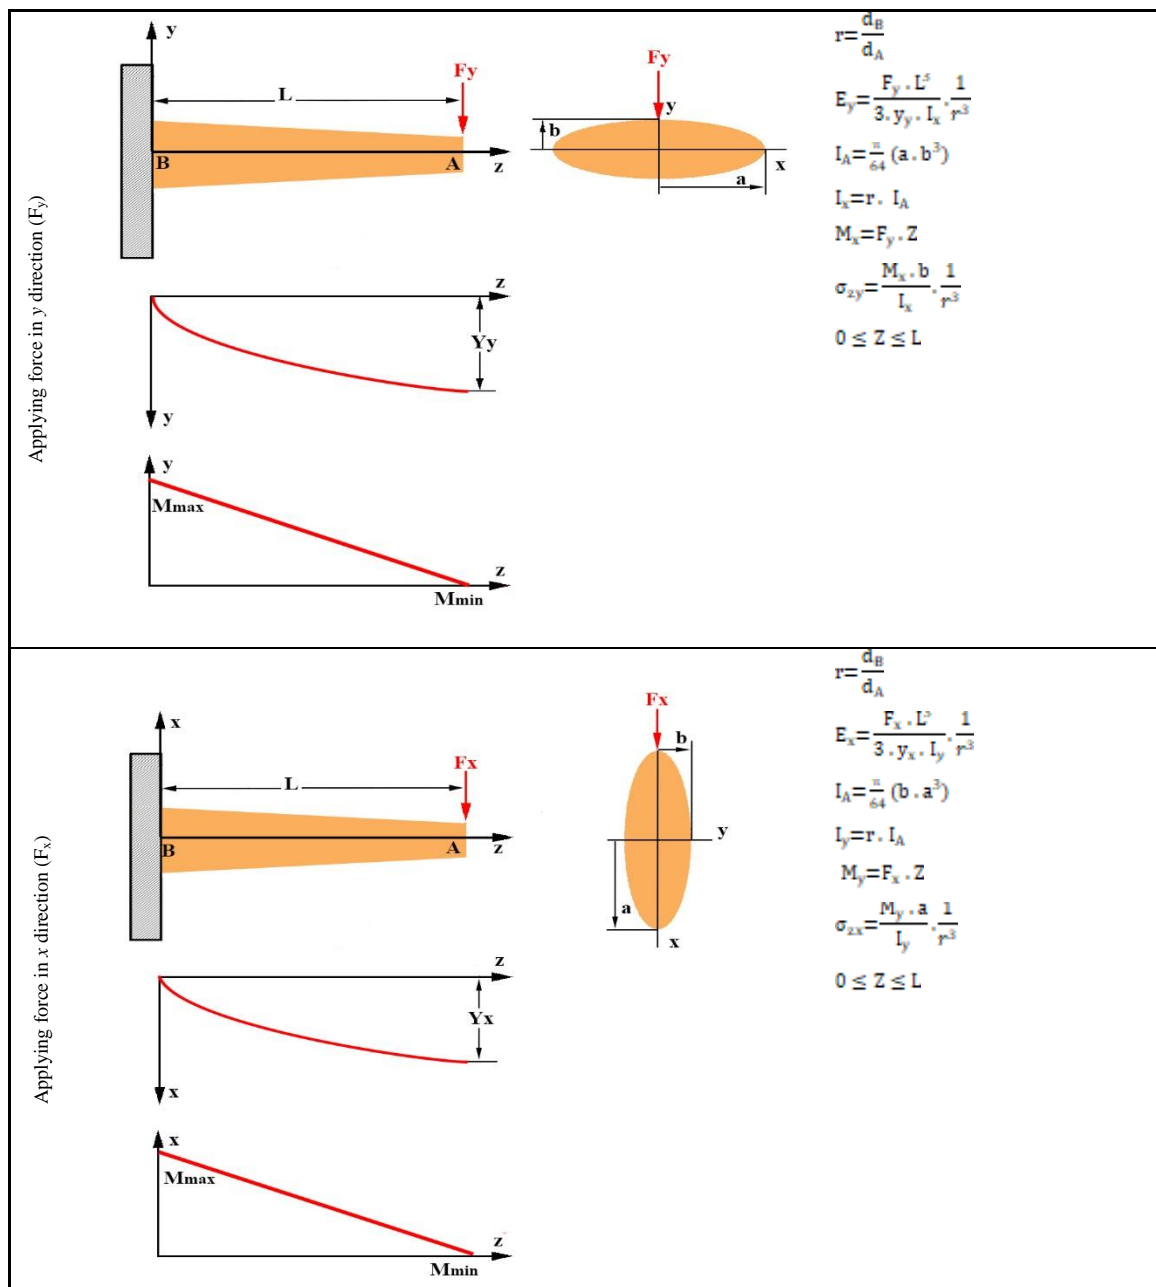 Applying force in y direction (Fy)
y
L
Fy
B
A
z
Fy
y
b
x
a
r=dB/dA
Ey=Fy.L³/3.yy.Ix.1/r³
IA=π/64(a.b³)
Ix=r. IA
Mx=Fy.Z
σzy=Mx.b/Ix.1/r³
0 ≤ Z ≤ L
z
Yy
y
y
Mmax
z
Mmin
Applying force in x direction (Fx)
x
L
Fx
B
A
z
Fx
b
y
a
x
r=dB/dA
Ex=Fx.L³/3.yx.Iy.1/r³
IA=π/64(b.a³)
Iy=r. IA
My=Fx.Z
σzx=My.a/Iy.1/r³
0 ≤ Z ≤ L
z
Yx
x
x
Mmax
z
Mmin